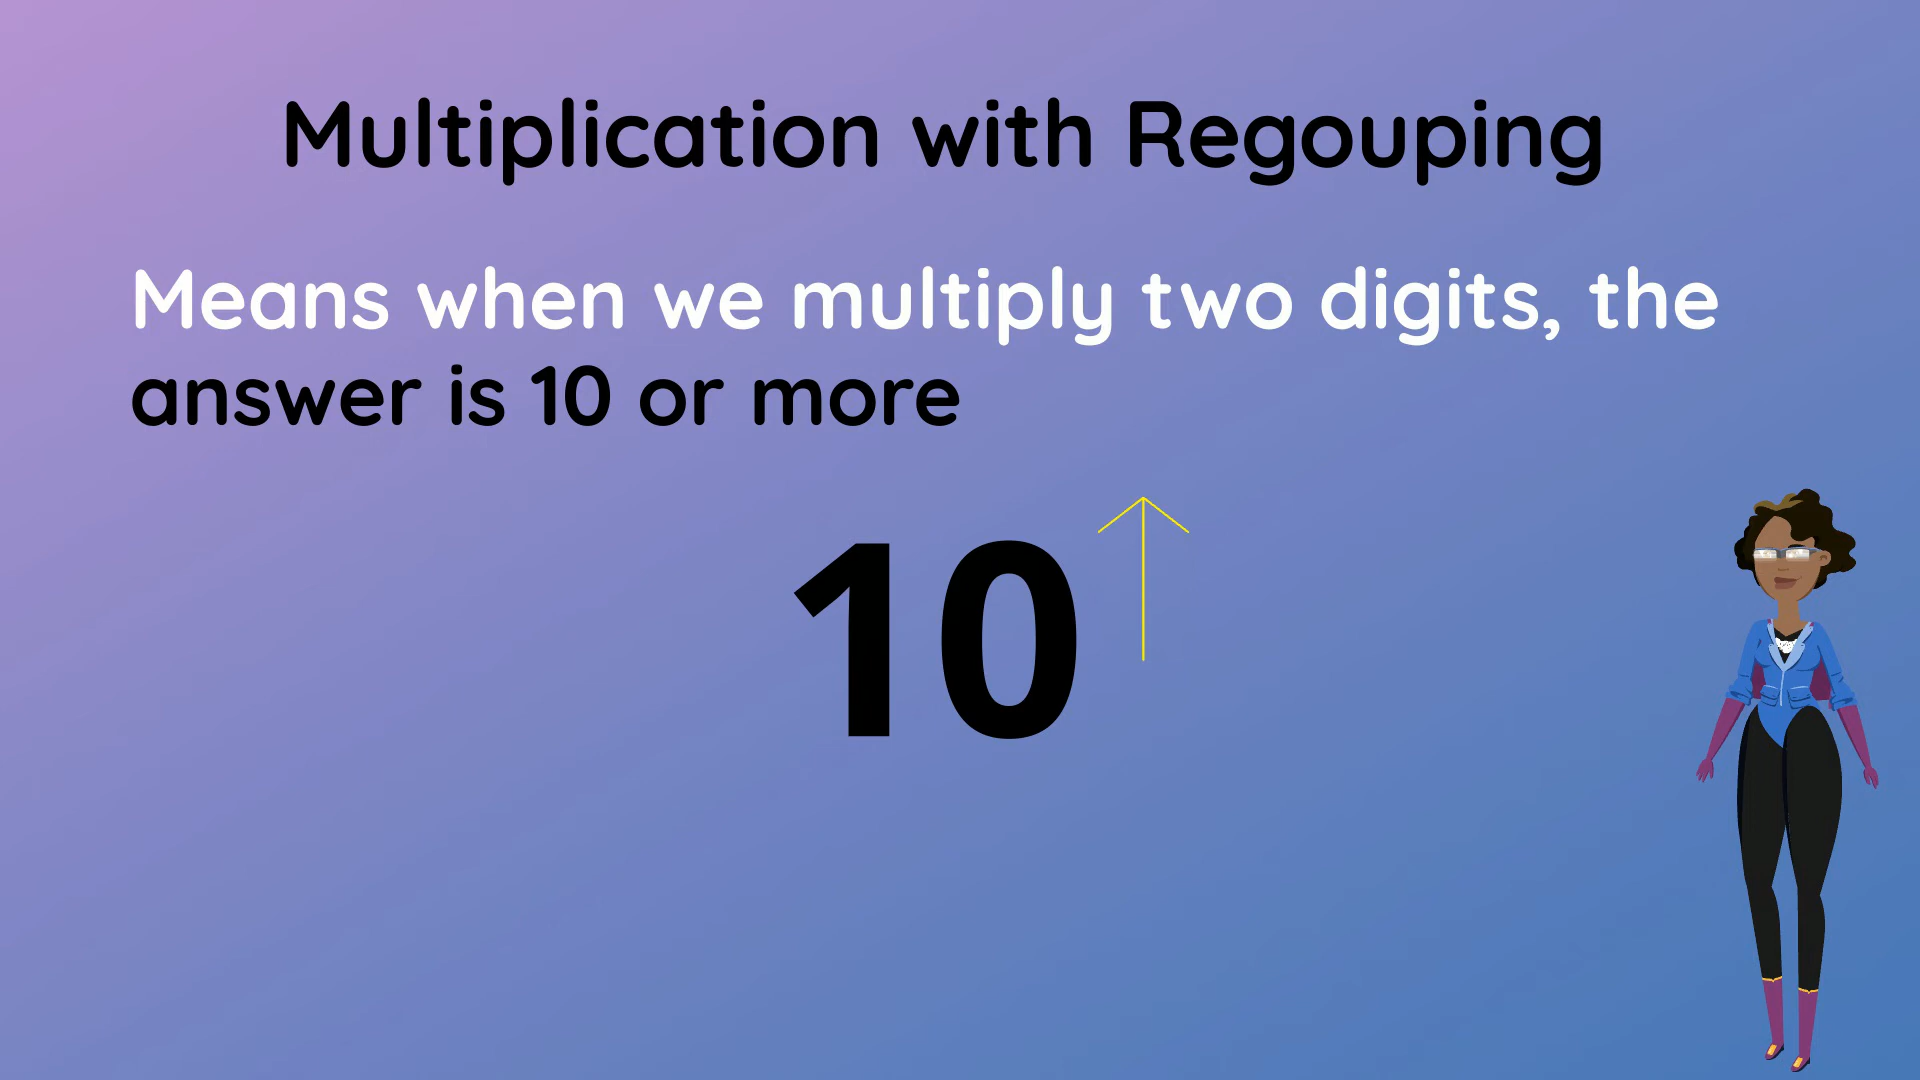 Multiplication with Regouping
Means when we multiply two digits, the
answer is 10 or more
10